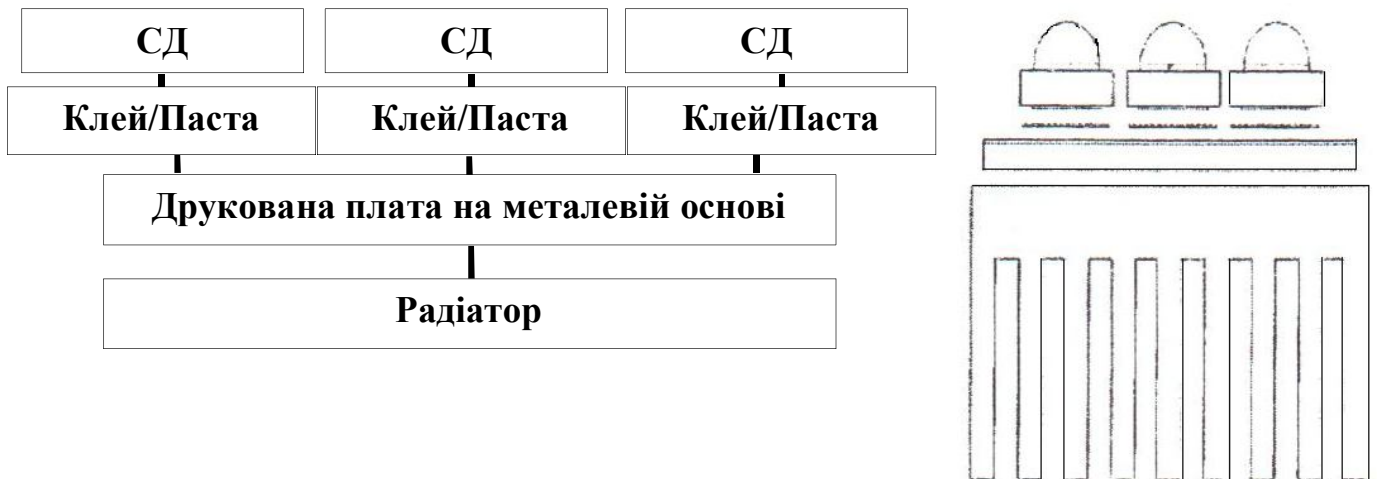 СД СД СД
Клей/Паста Клей/Паста Клей/Паста
Друкована плата на металевій основі
Радіатор